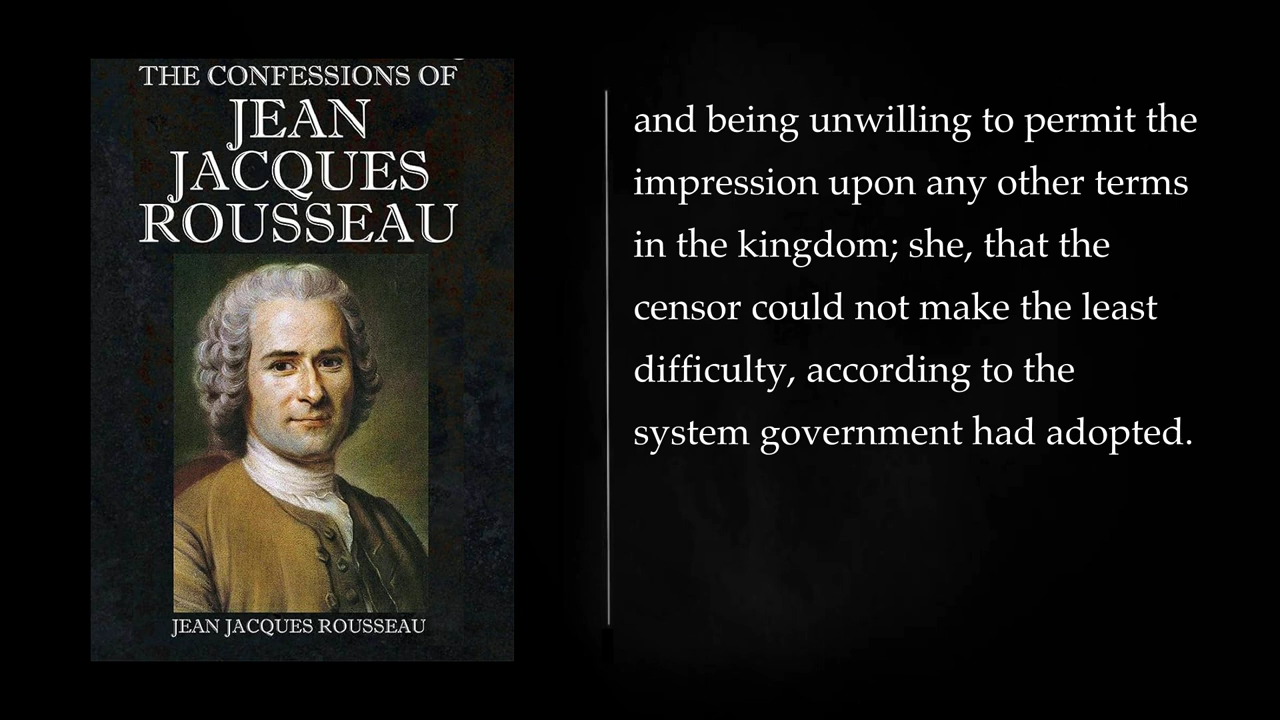 THE CONFESSIONS OF
JEAN
JACQUES
ROUSSEAU
JEAN JACQUES ROUSSEAU
and being unwilling to permit the
impression upon any other terms
in the kingdom; she, that the
censor could not make the least
difficulty, according to the
system government had adopted.